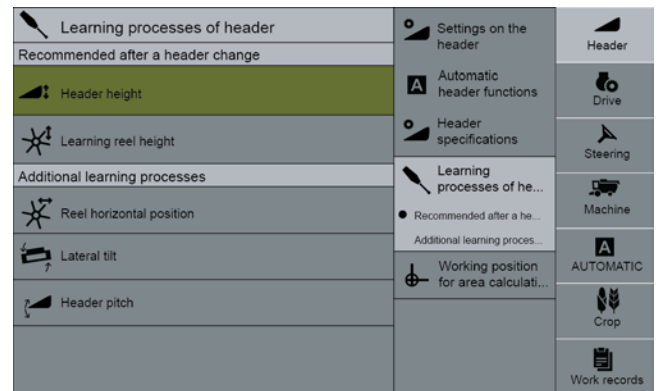 Learning processes of header
Recommended after a header change
Header height
Learning reel height
Additional learning processes
Reel horizontal position
Lateral tilt
Header pitch
Settings on the
header
A
Automatic
header functions
Header
specifications
Learning
processes of he...
Recommended after a he...
Additional learning proces...
Working position
for area calculati...
Header
Drive
Steering
Machine
A
AUTOMATIC
Crop
Work records